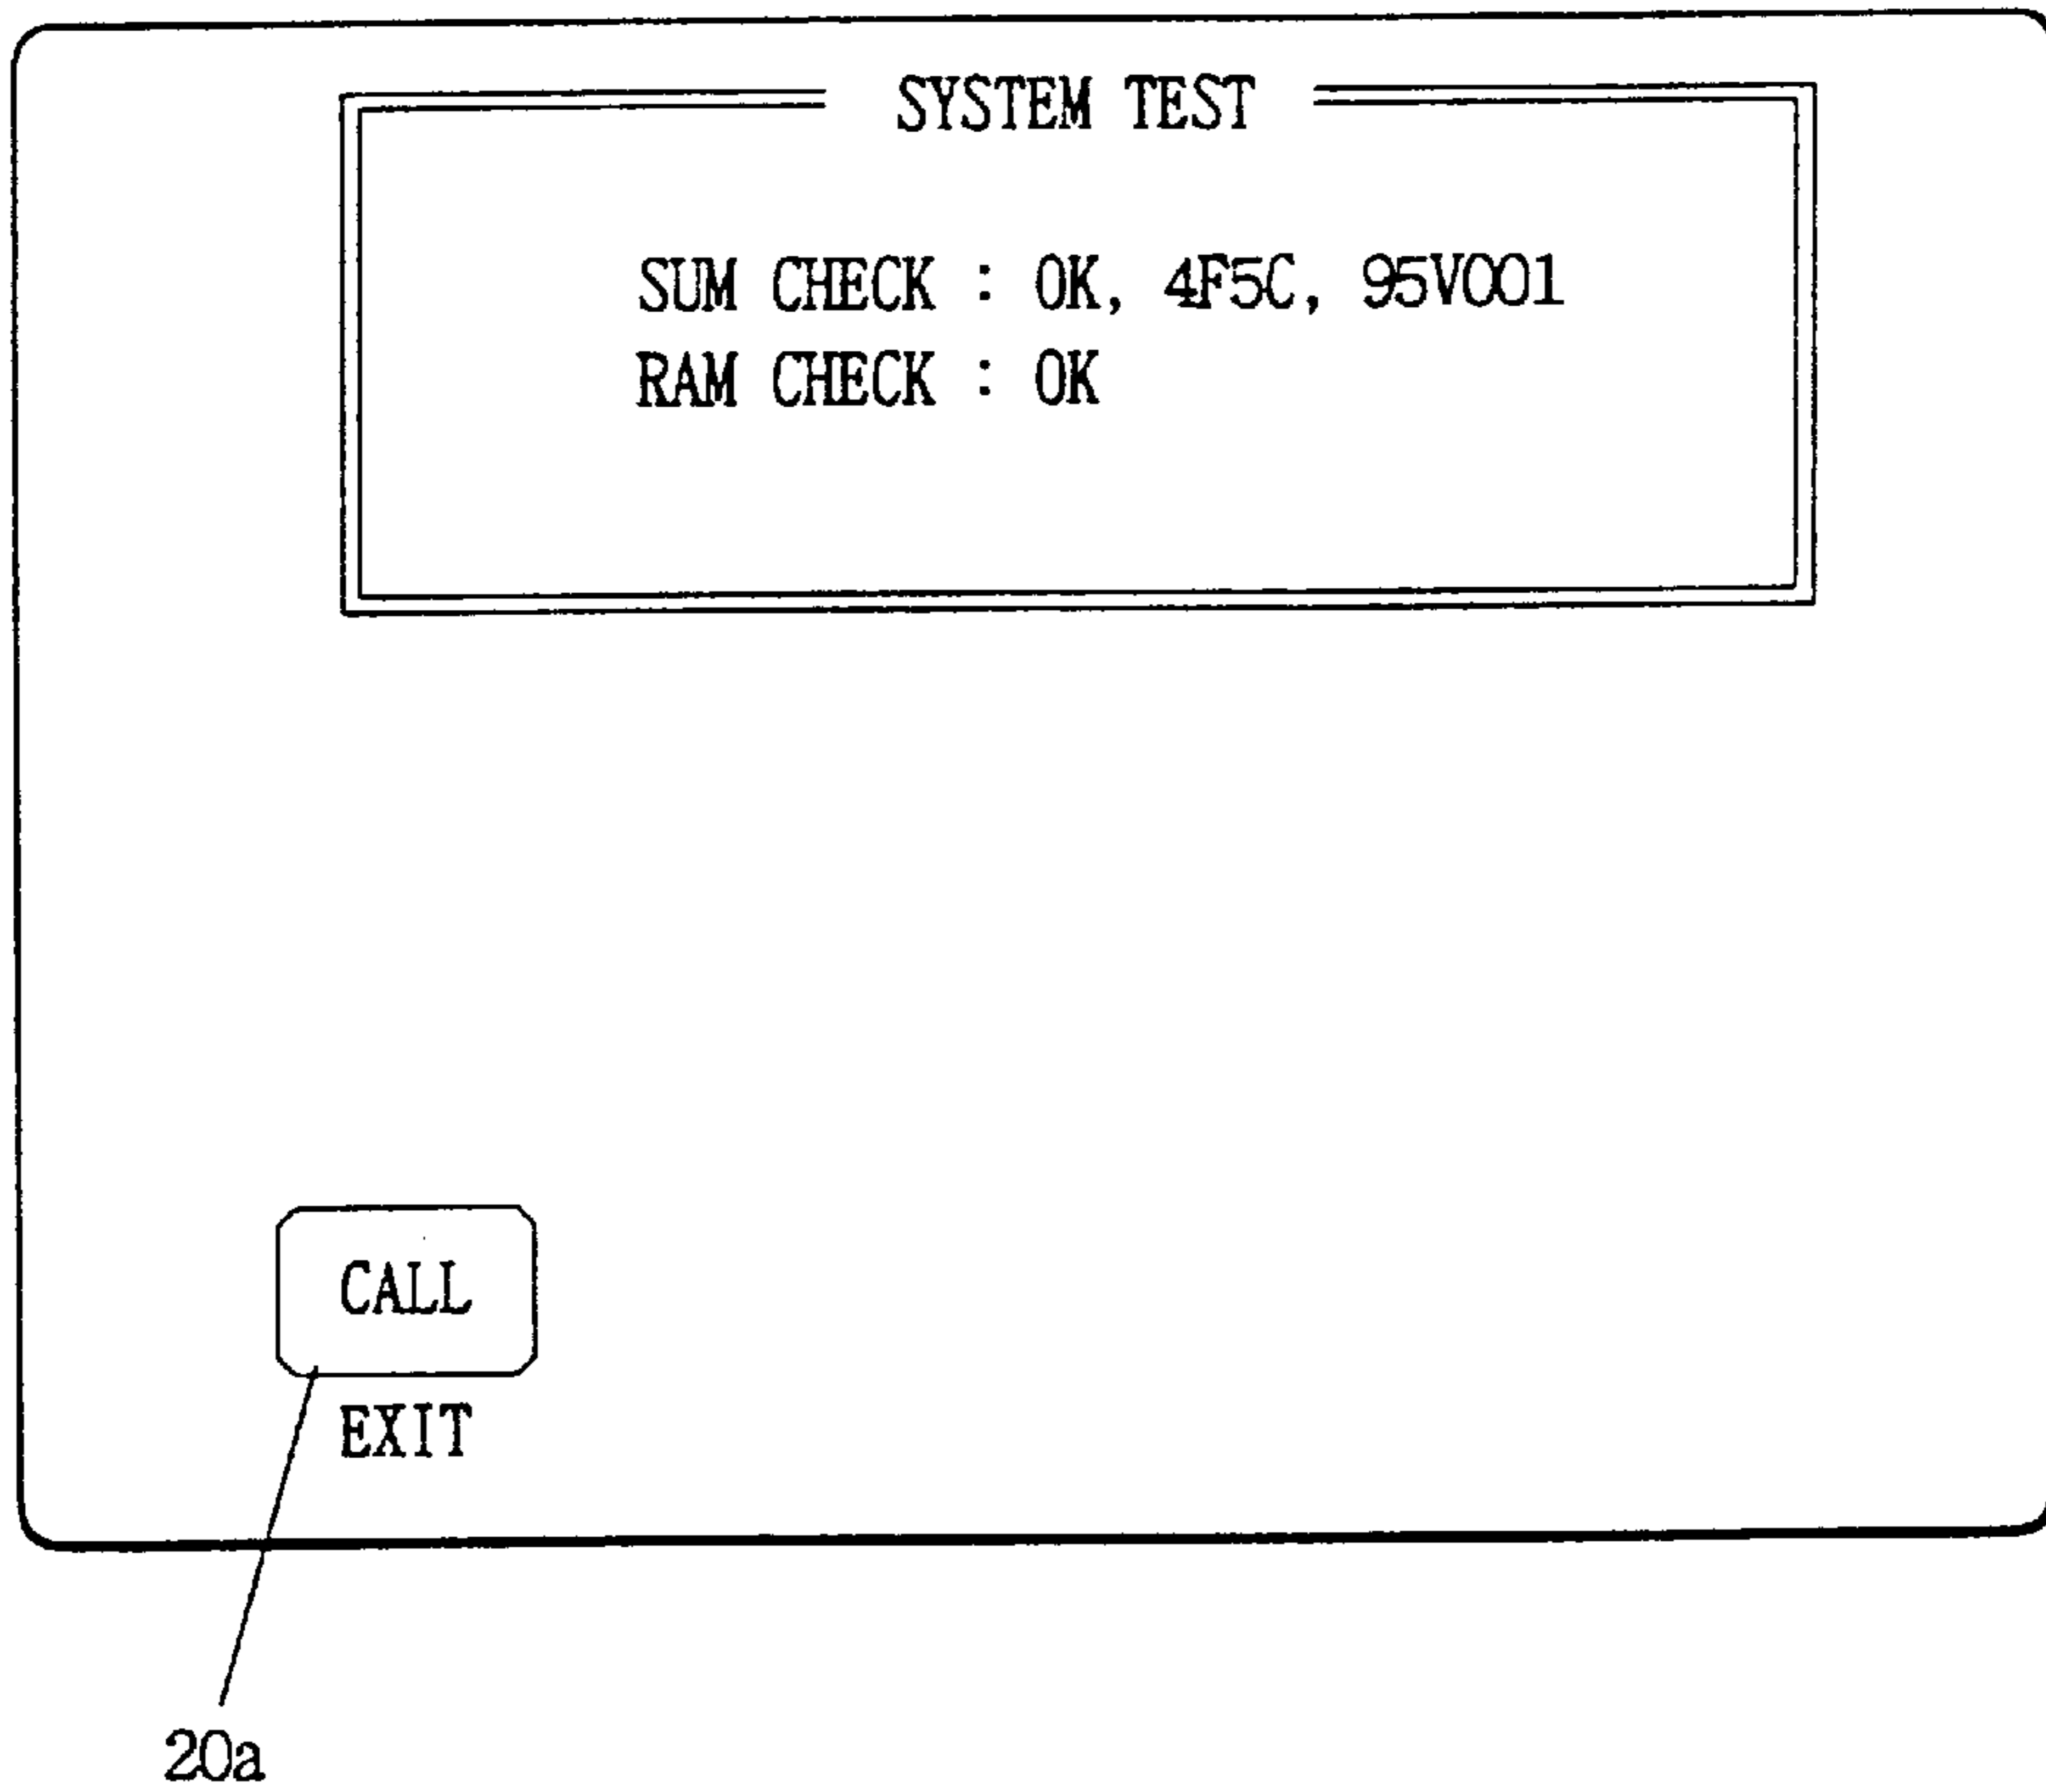 SYSTEM TEST
SUM CHECK : OK, 4F5C, 95V001
RAM CHECK : OK
CALL
EXIT
20a